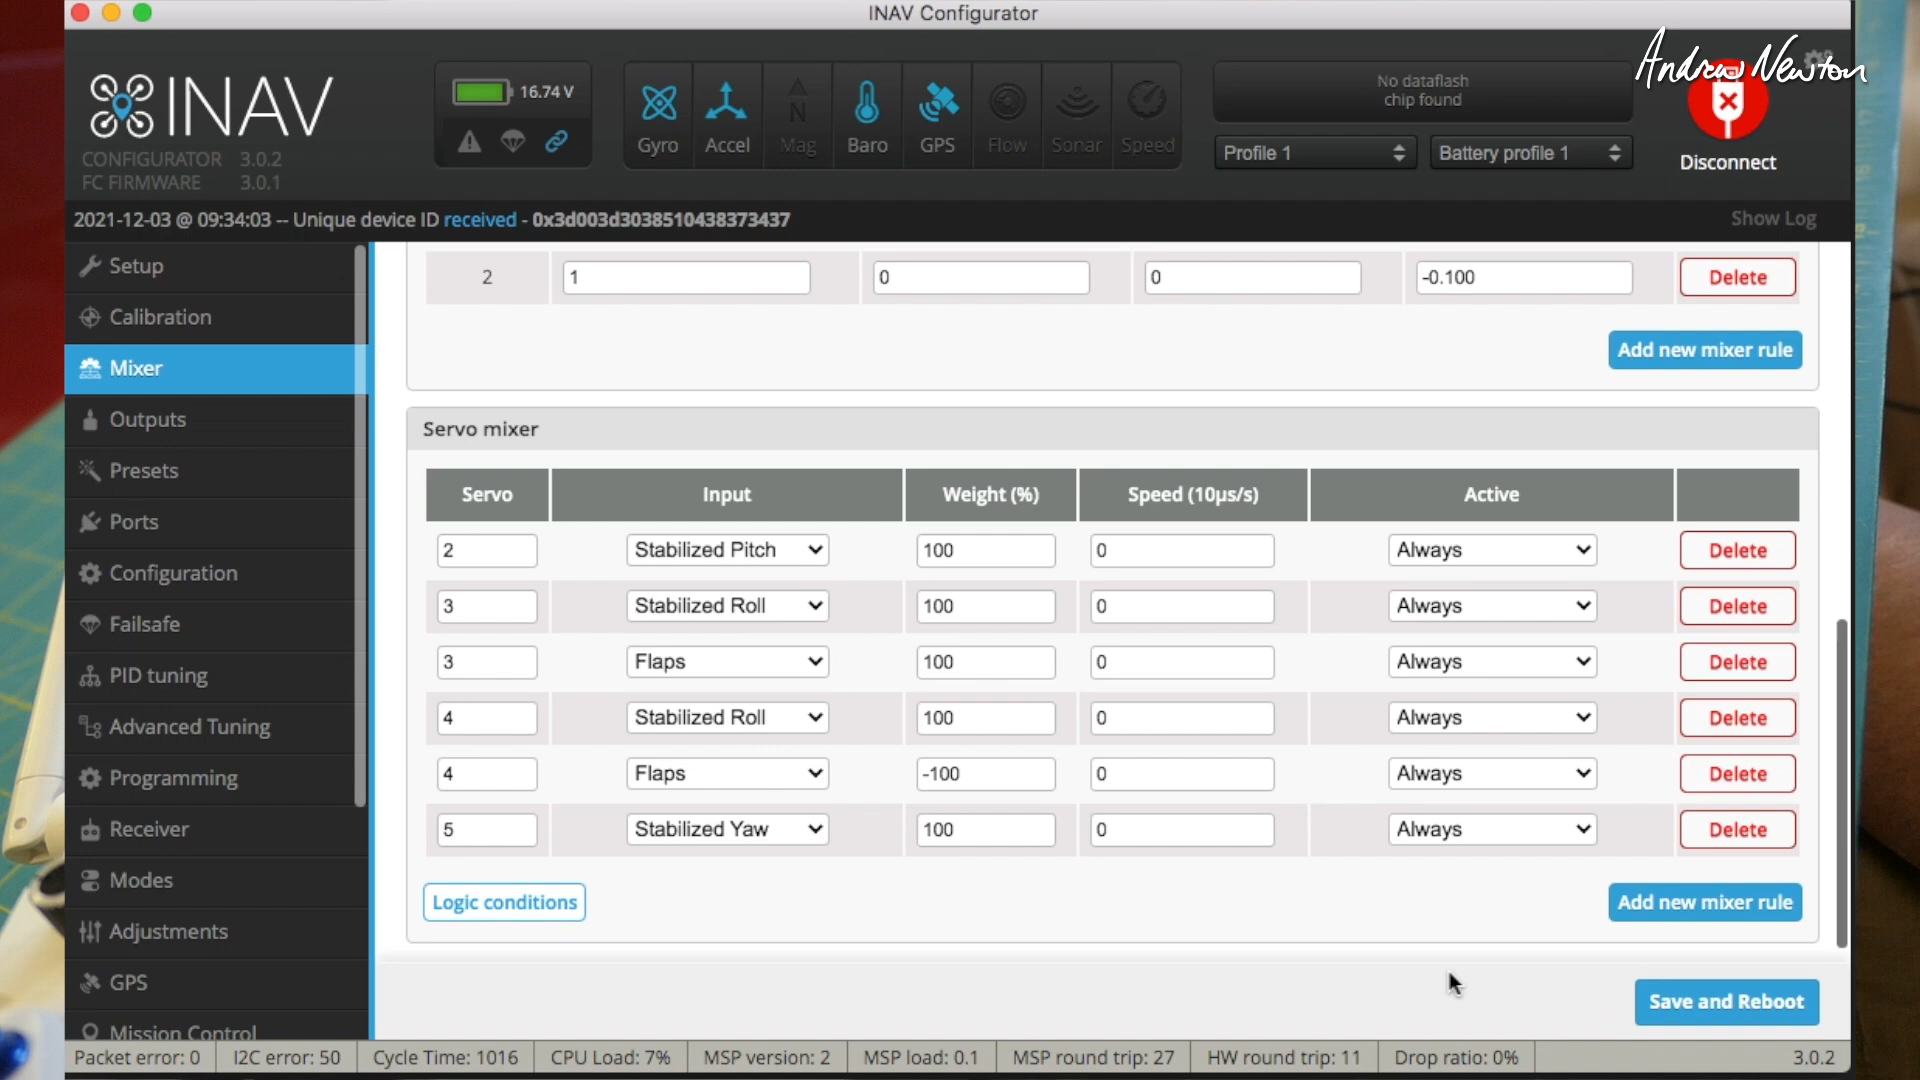 INAV Configurator
Andrew Newton
INAV
CONFIGURATOR 3.0.2
FC FIRMWARE 3.0.1
16.74 V
Gyro Accel Mag Baro GPS Flow Sonar Speed
No dataflash
chip found
Profile 1 Battery profile 1
Disconnect
2021-12-03 @ 09:34:03 -- Unique device ID received - 0x3d003d3038510438373437
Show Log
Setup
Calibration
Mixer
Outputs
Presets
Ports
Configuration
Failsafe
PID tuning
Advanced Tuning
Programming
Receiver
Modes
Adjustments
GPS
Mission Control
2 1 0 0 -0.100 Delete
Add new mixer rule
Servo mixer
Servo Input Weight (%) Speed (10µs/s) Active
2 Stabilized Pitch 100 0 Always Delete
3 Stabilized Roll 100 0 Always Delete
3 Flaps 100 0 Always Delete
4 Stabilized Roll 100 0 Always Delete
4 Flaps -100 0 Always Delete
5 Stabilized Yaw 100 0 Always Delete
Logic conditions
Add new mixer rule
Save and Reboot
Packet error: 0 I2C error: 50 Cycle Time: 1016 CPU Load: 7% MSP version: 2 MSP load: 0.1 MSP round trip: 27 HW round trip: 11 Drop ratio: 0% 3.0.2